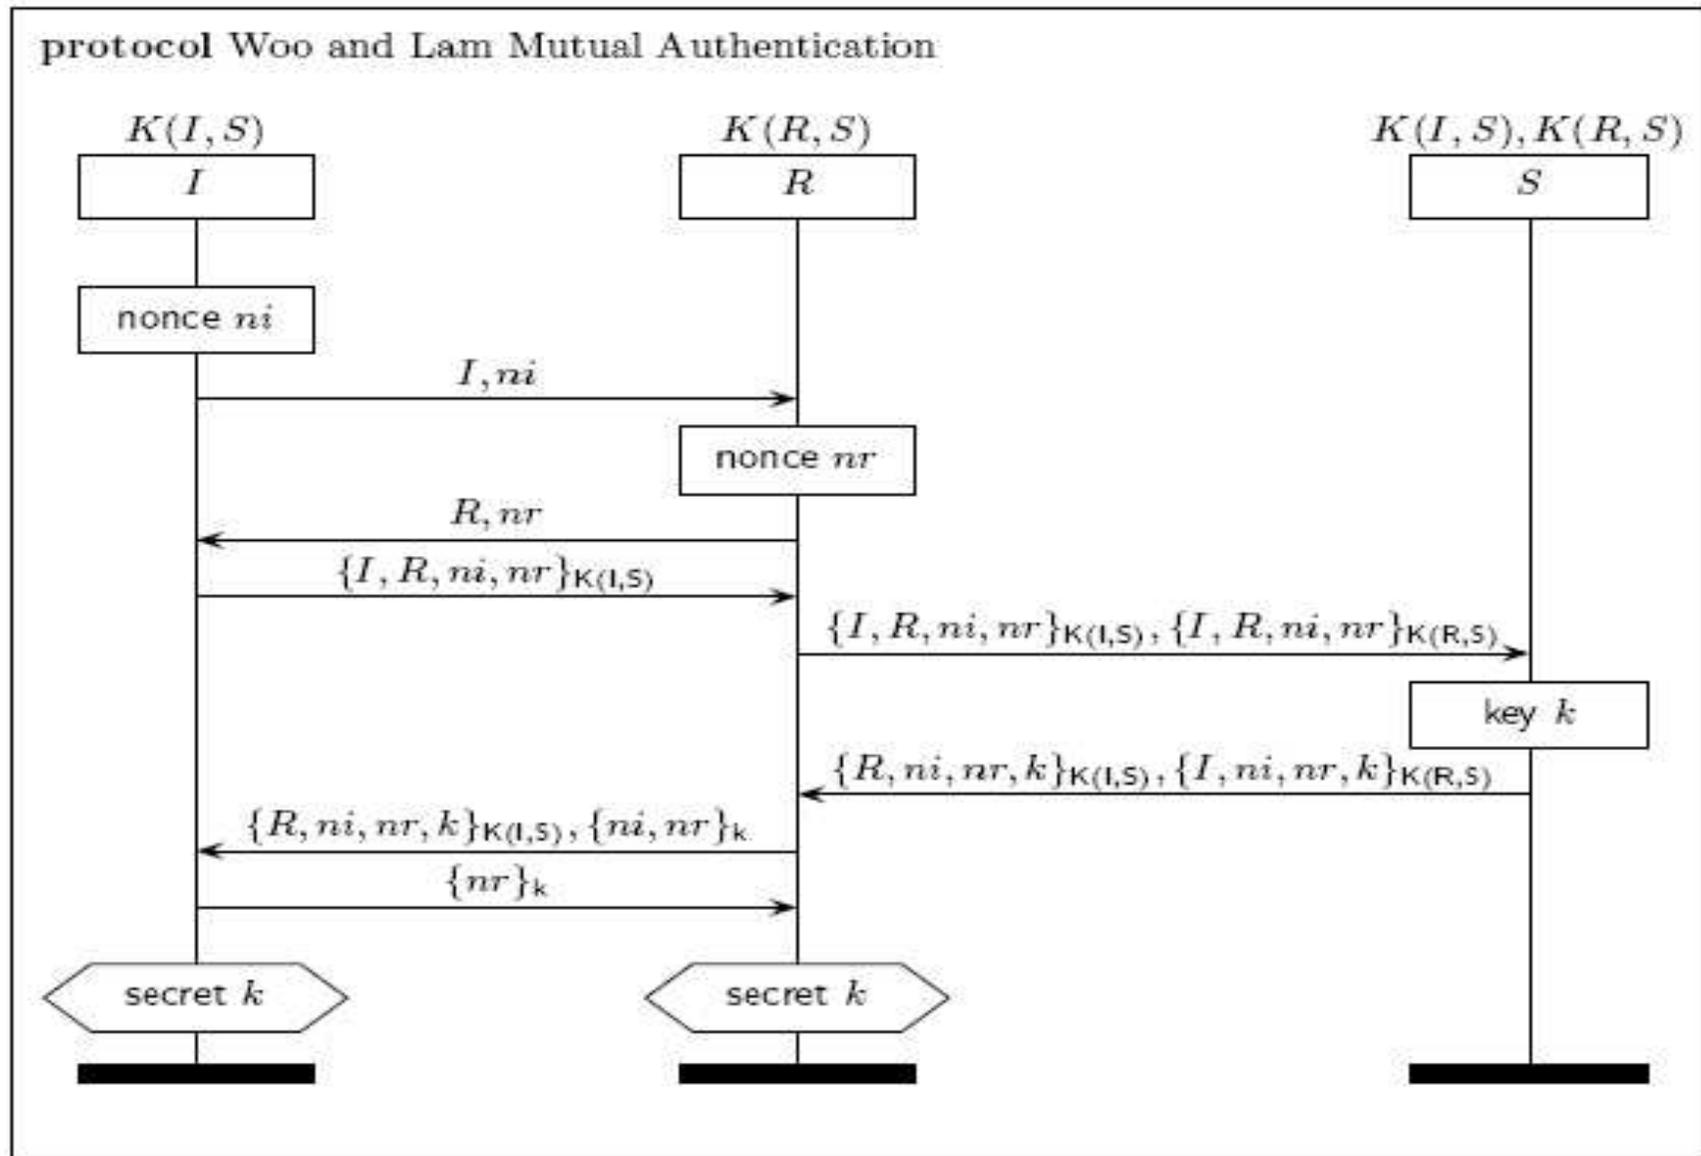 protocol Woo and Lam Mutual Authentication
K(I, S) K(R, S) K(I, S), K(R, S)
I R S
nonce ni
I, ni
nonce nr
R, nr
{I, R, ni, nr}K(I,S)
{I, R, ni, nr}K(I,S), {I, R, ni, nr}K(R,S)
key k
{R, ni, nr, k}K(I,S), {I, ni, nr, k}K(R,S)
{R, ni, nr, k}K(I,S), {ni, nr}k
{nr}k
secret k secret k